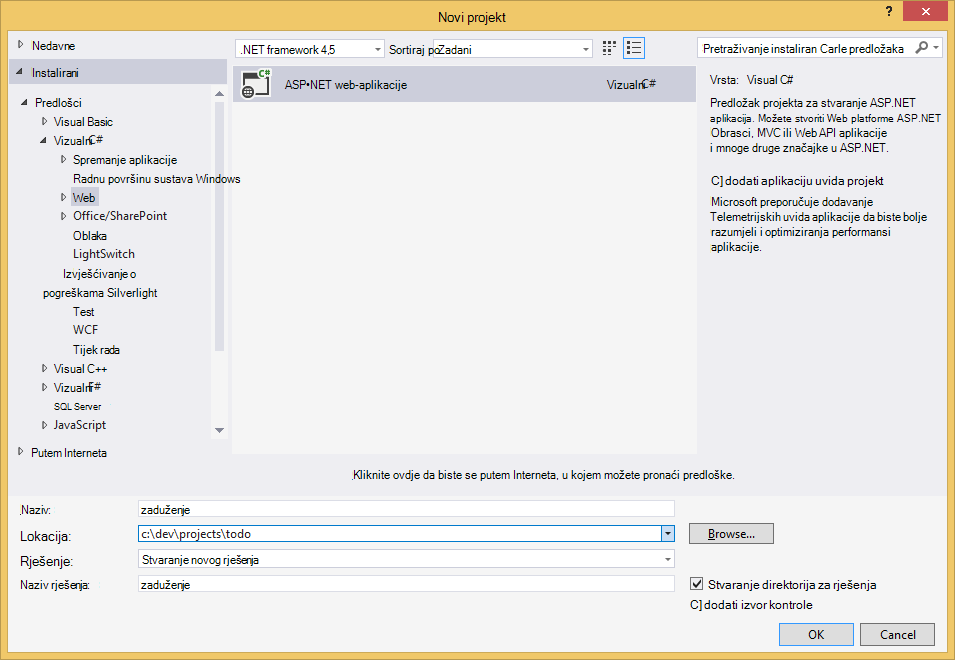 Novi projekt
?
Nedavne
Instalirani
Predlošci
Visual Basic
Vizualni C#
Spremanje aplikacije
Radnu površinu sustava Windows
Web
Office/SharePoint
Oblaka
LightSwitch
Izvješćivanje o
pogreškama Silverlight
Test
WCF
Tijek rada
Visual C++
Vizualni F#
SQL Server
JavaScript
Putem Interneta
.NET framework 4,5
Sortiraj po Zadani
ASP•NET web-aplikacije
Vizualni C#
C#
Kliknite ovdje da biste se putem Interneta, u kojem možete pronaći predloške.
Pretraživanje instaliran Carle predložaka
Vrsta: Visual C#
Predložak projekta za stvaranje ASP.NET
aplikacija. Možete stvoriti Web platforme ASP.NET
Obrasci, MVC ili Web API aplikacije
i mnoge druge značajke u ASP.NET.
C] dodati aplikaciju uvida projekt
Microsoft preporučuje dodavanje
Telemetrijskih uvida aplikacije da biste bolje
razumjeli i optimiziranja performansi
aplikacije.
Naziv:
zaduženje
Lokacija:
c:\dev\projects\todo
Browse...
Rješenje:
Stvaranje novog rješenja
Naziv rješenja:
zaduženje
Stvaranje direktorija za rješenja
C] dodati izvor kontrole
OK
Cancel